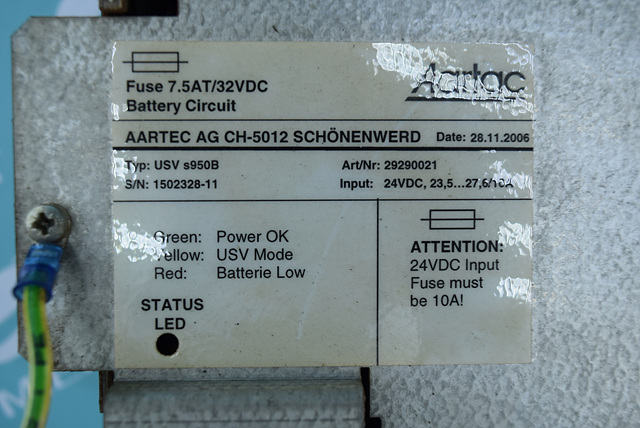 Fuse 7.5AT/32VDC
Battery Circuit
Aartac
AARTEC AG CH-5012 SCHÖNENWERD Date: 28.11.2006
Typ: USV s950B Art/Nr: 29290021
S/N: 1502328-11 Input: 24VDC, 23,5...27,6/10A
Green: Power OK
Yellow: USV Mode
Red: Batterie Low
STATUS
LED
ATTENTION:
24VDC Input
Fuse must
be 10A!